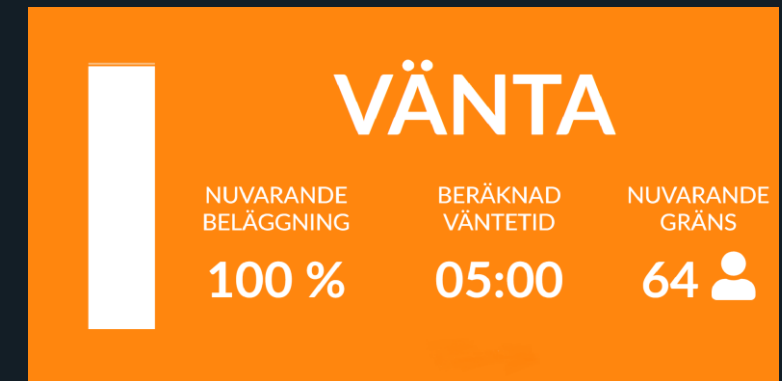 VÄNTA
NUVARANDE
BELÄGGNING
100 %
BERÄKNAD
VÄNTETID
05:00
NUVARANDE
GRÄNS
64